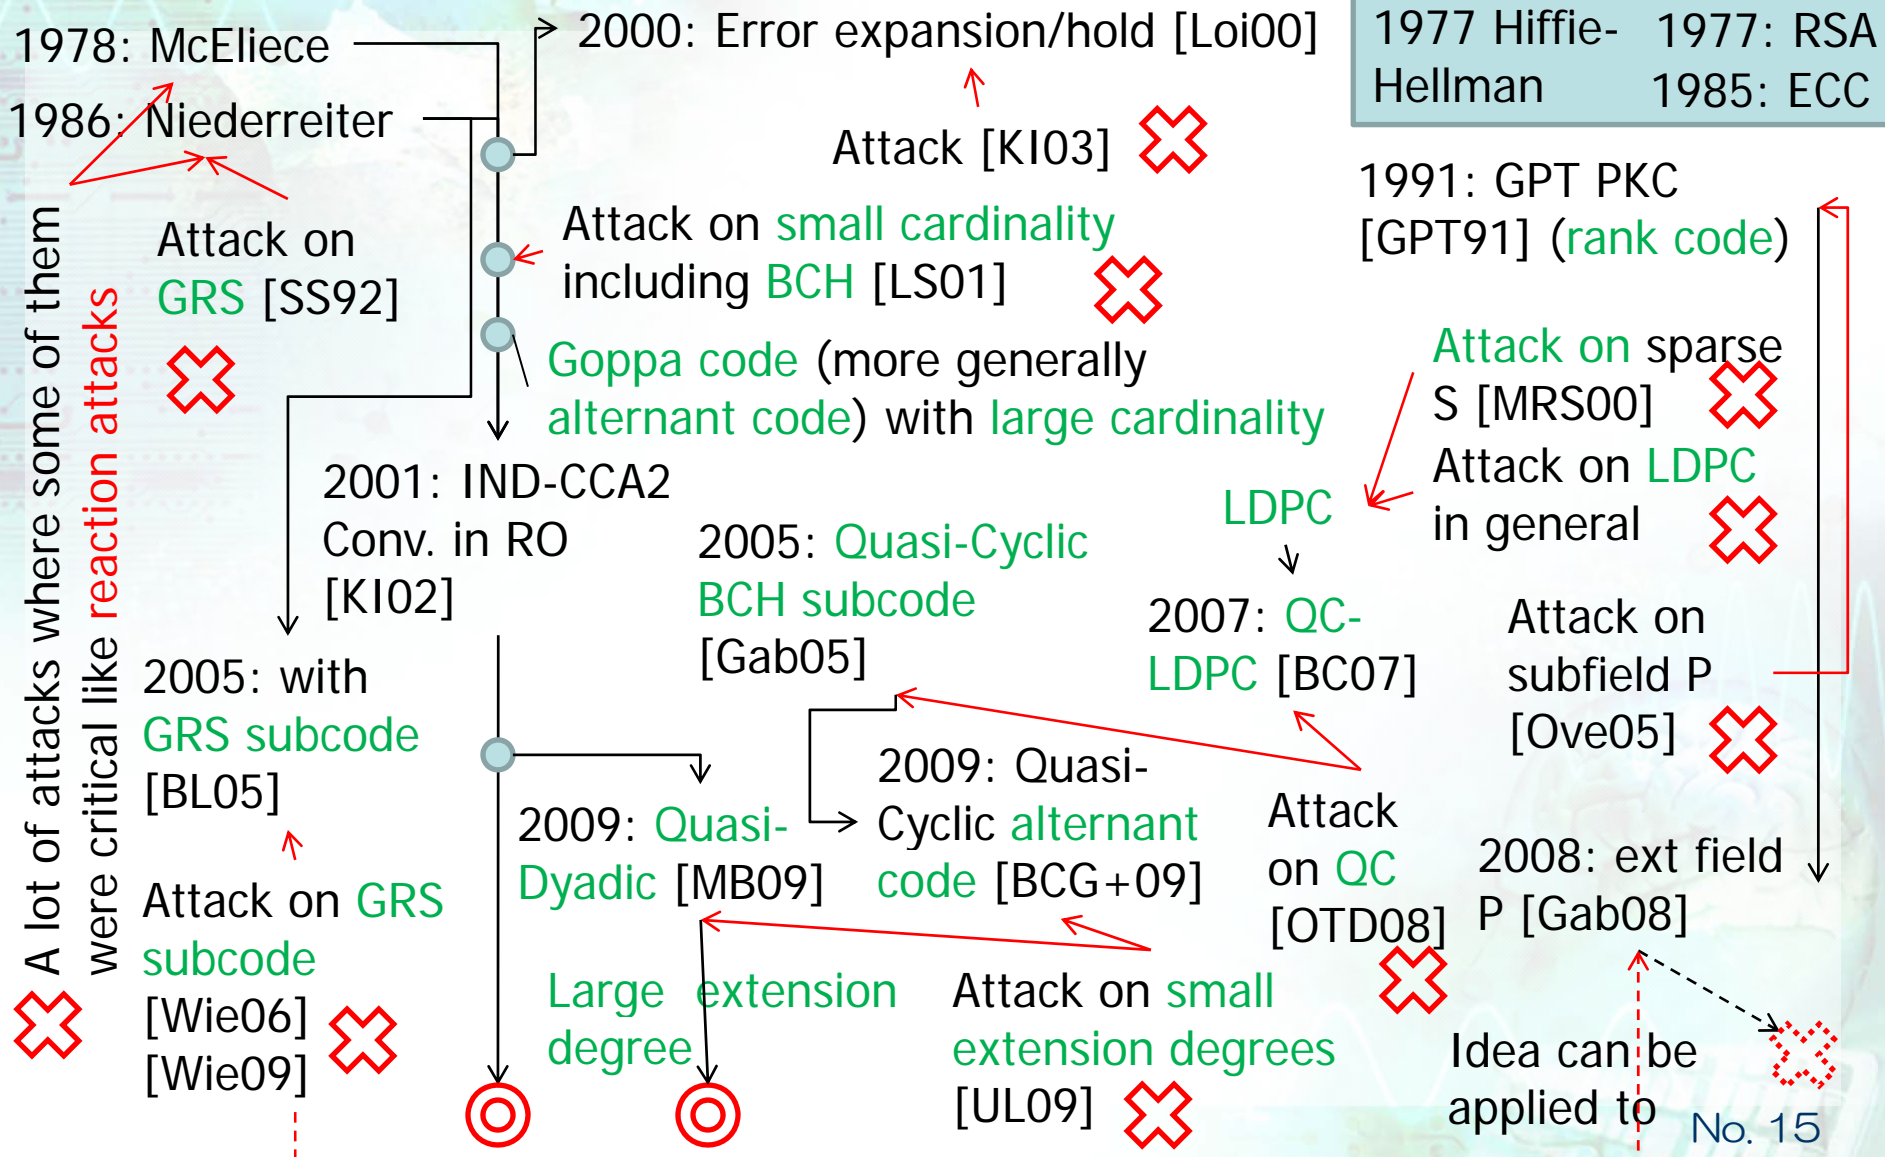 1978: McEliece
1986: Niederreiter
2000: Error expansion/hold [Loi00]
Attack [KI03]
1977 Hiffie-
Hellman
1977: RSA
1985: ECC
A lot of attacks where some of them
were critical like reaction attacks
Attack on
GRS [SS92]
Attack on small cardinality
including BCH [LS01]
Goppa code (more generally
alternant code) with large cardinality
1991: GPT PKC
[GPT91] (rank code)
Attack on sparse
S [MRS00]
Attack on LDPC
in general
2001: IND-CCA2
Conv. in RO
[KI02]
LDPC
2005: Quasi-Cyclic
BCH subcode
[Gab05]
2007: QC-
LDPC [BC07]
Attack on
subfield P
[Ove05]
2005: with
GRS subcode
[BL05]
2009: Quasi-
Dyadic [MB09]
2009: Quasi-
Cyclic alternant
code [BCG+09]
Attack
on QC
[OTD08]
2008: ext field
P [Gab08]
Attack on GRS
subcode
[Wie06]
[Wie09]
Large extension
degree
Attack on small
extension degrees
[UL09]
Idea can be
applied to
No. 15